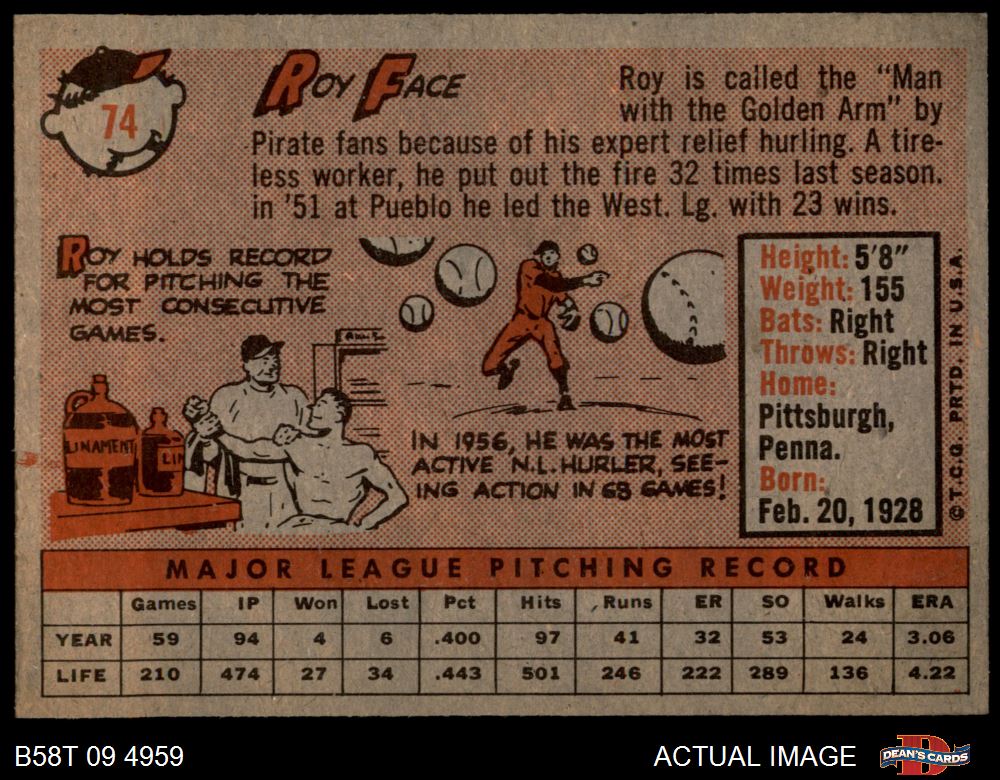 74
ROY FACE
Roy is called the "Man
with the Golden Arm" by
Pirate fans because of his expert relief hurling. A tire-
less worker, he put out the fire 32 times last season.
in '51 at Pueblo he led the West. Lg. with 23 wins.
ROY HOLDS RECORD
FOR PITCHING THE
MOST CONSECUTIVE
GAMES.
LINAMENT
LIN
IN 1956, HE WAS THE MOST
ACTIVE N.L. HURLER, SEE-
ING ACTION IN 68 GAMES!
Height: 5'8"
Weight: 155
Bats: Right
Throws: Right
Home:
Pittsburgh,
Penna.
Born:
Feb. 20, 1928
© T.C.G. PRTD. IN U.S.A.
MAJOR LEAGUE PITCHING RECORD
Games IP Won Lost Pct Hits Runs ER SO Walks ERA
YEAR 59 94 4 6 .400 97 41 32 53 24 3.06
LIFE 210 474 27 34 .443 501 246 222 289 136 4.22
B58T 09 4959
ACTUAL IMAGE
DEAN'S CARDS